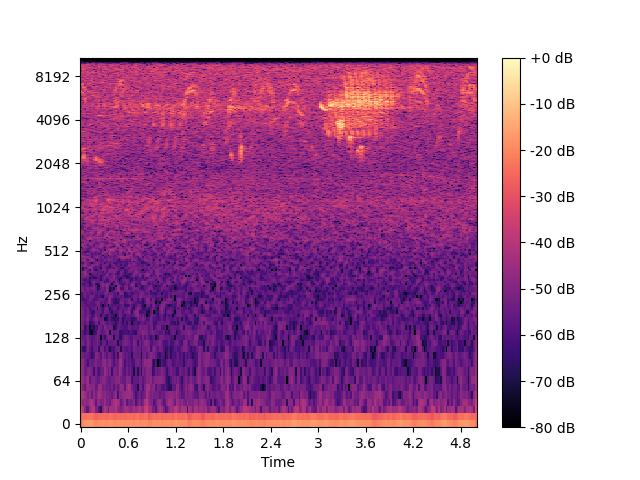 Hz
8192
4096
2048
1024
512
256
128
64
0
0 0.6 1.2 1.8 2.4 3 3.6 4.2 4.8
Time
+0 dB
-10 dB
-20 dB
-30 dB
-40 dB
-50 dB
-60 dB
-70 dB
-80 dB